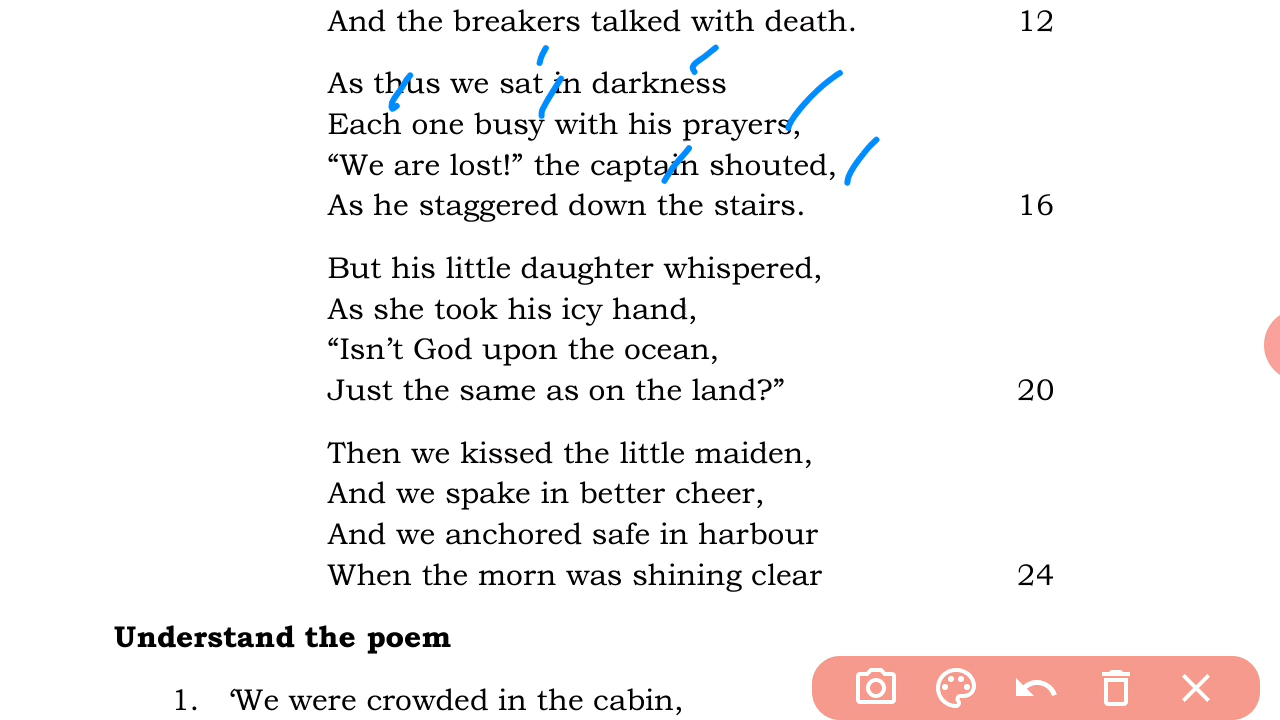 And the breakers talked with death. 12
As thus we sat in darkness
Each one busy with his prayers,
“We are lost!” the captain shouted,
As he staggered down the stairs. 16
But his little daughter whispered,
As she took his icy hand,
“Isn’t God upon the ocean,
Just the same as on the land?” 20
Then we kissed the little maiden,
And we spake in better cheer,
And we anchored safe in harbour
When the morn was shining clear 24
Understand the poem
1. ‘We were crowded in the cabin,